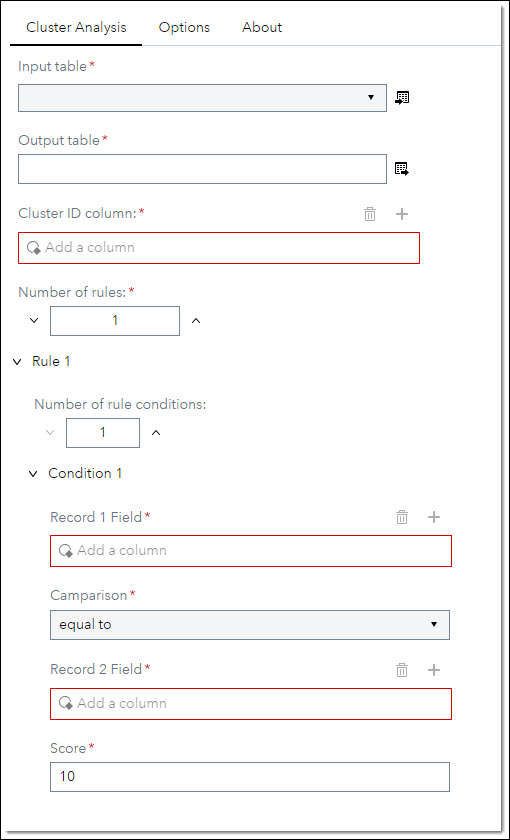 Cluster Analysis Options About
Input table*
Output table*
Cluster ID column:*
Add a column
Number of rules:*
1
Rule 1
Number of rule conditions:
1
Condition 1
Record 1 Field*
Add a column
Camparison*
equal to
Record 2 Field*
Add a column
Score*
10